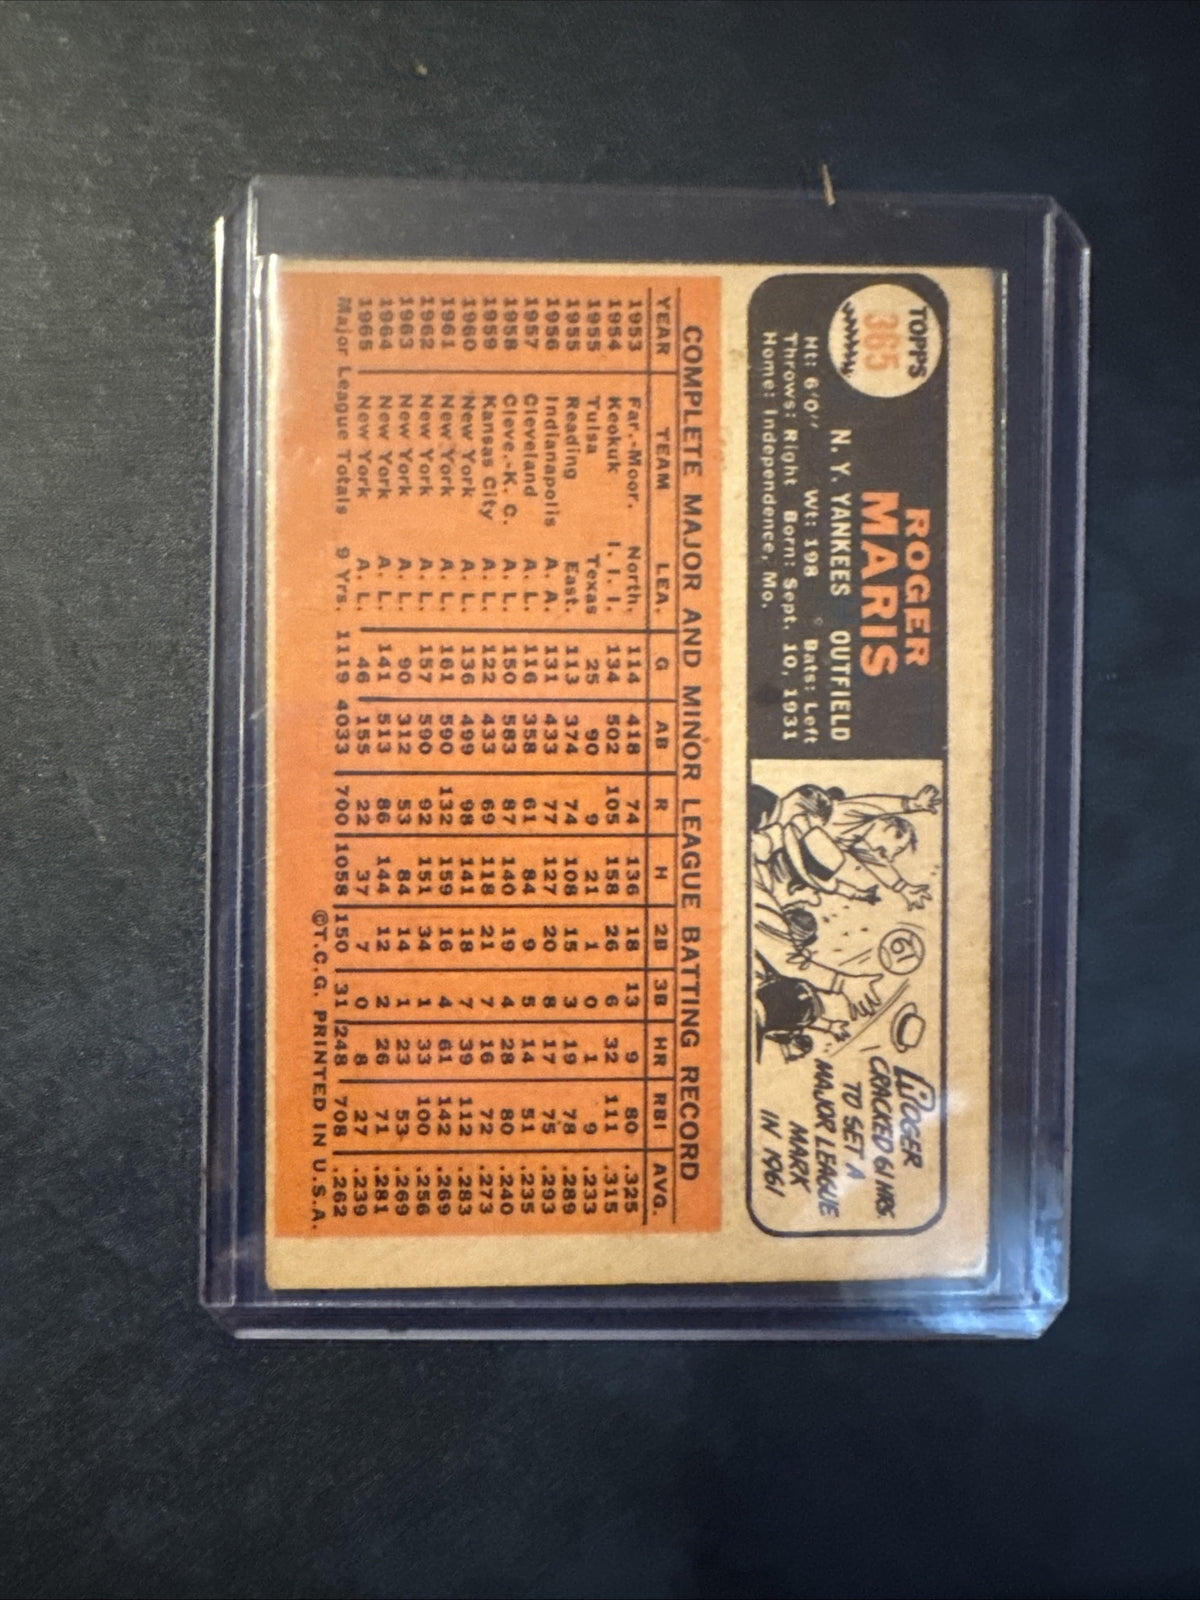 TOPPS
365
ROGER
MARIS
N. Y. YANKEES OUTFIELD
Ht: 6'0" Wt: 198 Bats: Left
Throws: Right Born: Sept. 10, 1931
Home: Independence, Mo.
61
ROGER
CRACKED 61 HRS.
TO SET A
MAJOR LEAGUE
MARK
IN 1961
COMPLETE MAJOR AND MINOR LEAGUE BATTING RECORD
YEAR TEAM LEA. G AB R H 2B 3B HR RBI AVG.
1953 Far.-Moor. North. 114 418 74 136 18 13 9 80 .325
1954 Keokuk I. I. I. 134 502 105 158 26 6 32 111 .315
1955 Tulsa Texas 25 90 9 21 1 0 1 9 .233
1955 Reading East. 113 374 74 108 15 3 19 78 .289
1956 Indianapolis A. A. 131 433 77 127 20 8 17 75 .293
1957 Cleveland A. L. 116 358 61 84 9 5 14 51 .235
1958 Cleve.-K. C. A. L. 150 583 87 140 19 4 28 80 .240
1959 Kansas City A. L. 122 433 69 118 21 7 16 72 .273
1960 New York A. L. 136 499 98 141 18 7 39 112 .283
1961 New York A. L. 161 590 132 159 16 4 61 142 .269
1962 New York A. L. 157 590 92 151 34 1 33 100 .256
1963 New York A. L. 90 312 53 84 14 1 23 53 .269
1964 New York A. L. 141 513 86 144 12 2 26 71 .281
1965 New York A. L. 46 155 22 37 7 0 8 27 .239
Major League Totals 9 Yrs. 1119 4033 700 1058 150 31 248 708 .262
©T.C.G. PRINTED IN U.S.A.